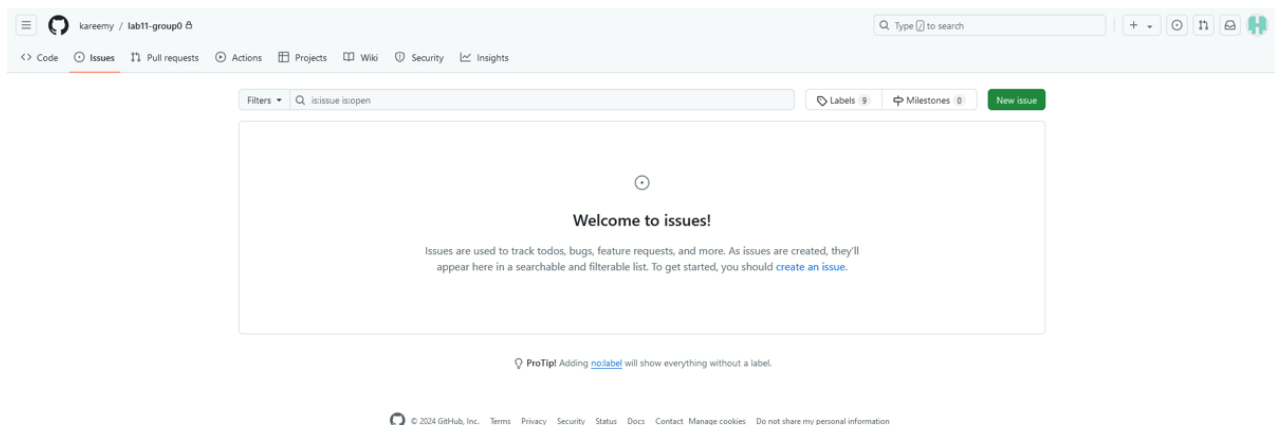 kareemy / lab11-group0
Type / to search
Code Issues Pull requests Actions Projects Wiki Security Insights
Filters is:issue is:open Labels 9 Milestones 0 New issue
Welcome to issues!
Issues are used to track todos, bugs, feature requests, and more. As issues are created, they'll
appear here in a searchable and filterable list. To get started, you should create an issue.
ProTip! Adding no:label will show everything without a label.
© 2024 GitHub, Inc. Terms Privacy Security Status Docs Contact Manage cookies Do not share my personal information